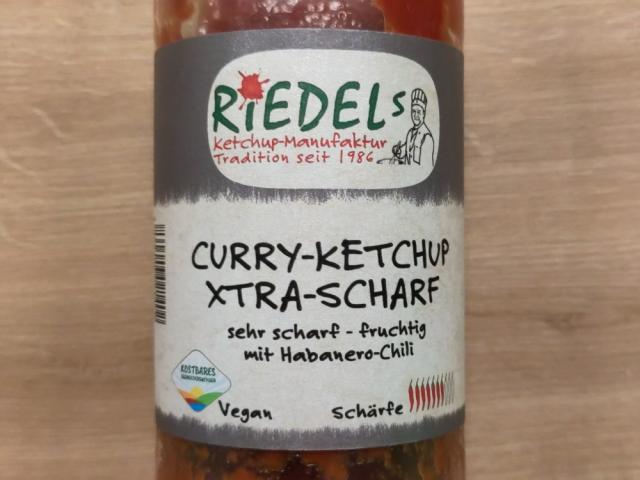 RiEDELs
Ketchup-Manufaktur
Tradition seit 1986
CURRY-KETCHUP
XTRA-SCHARF
sehr scharf - fruchtig
mit Habanero-Chili
KOSTBARES
Vegan
Schärfe